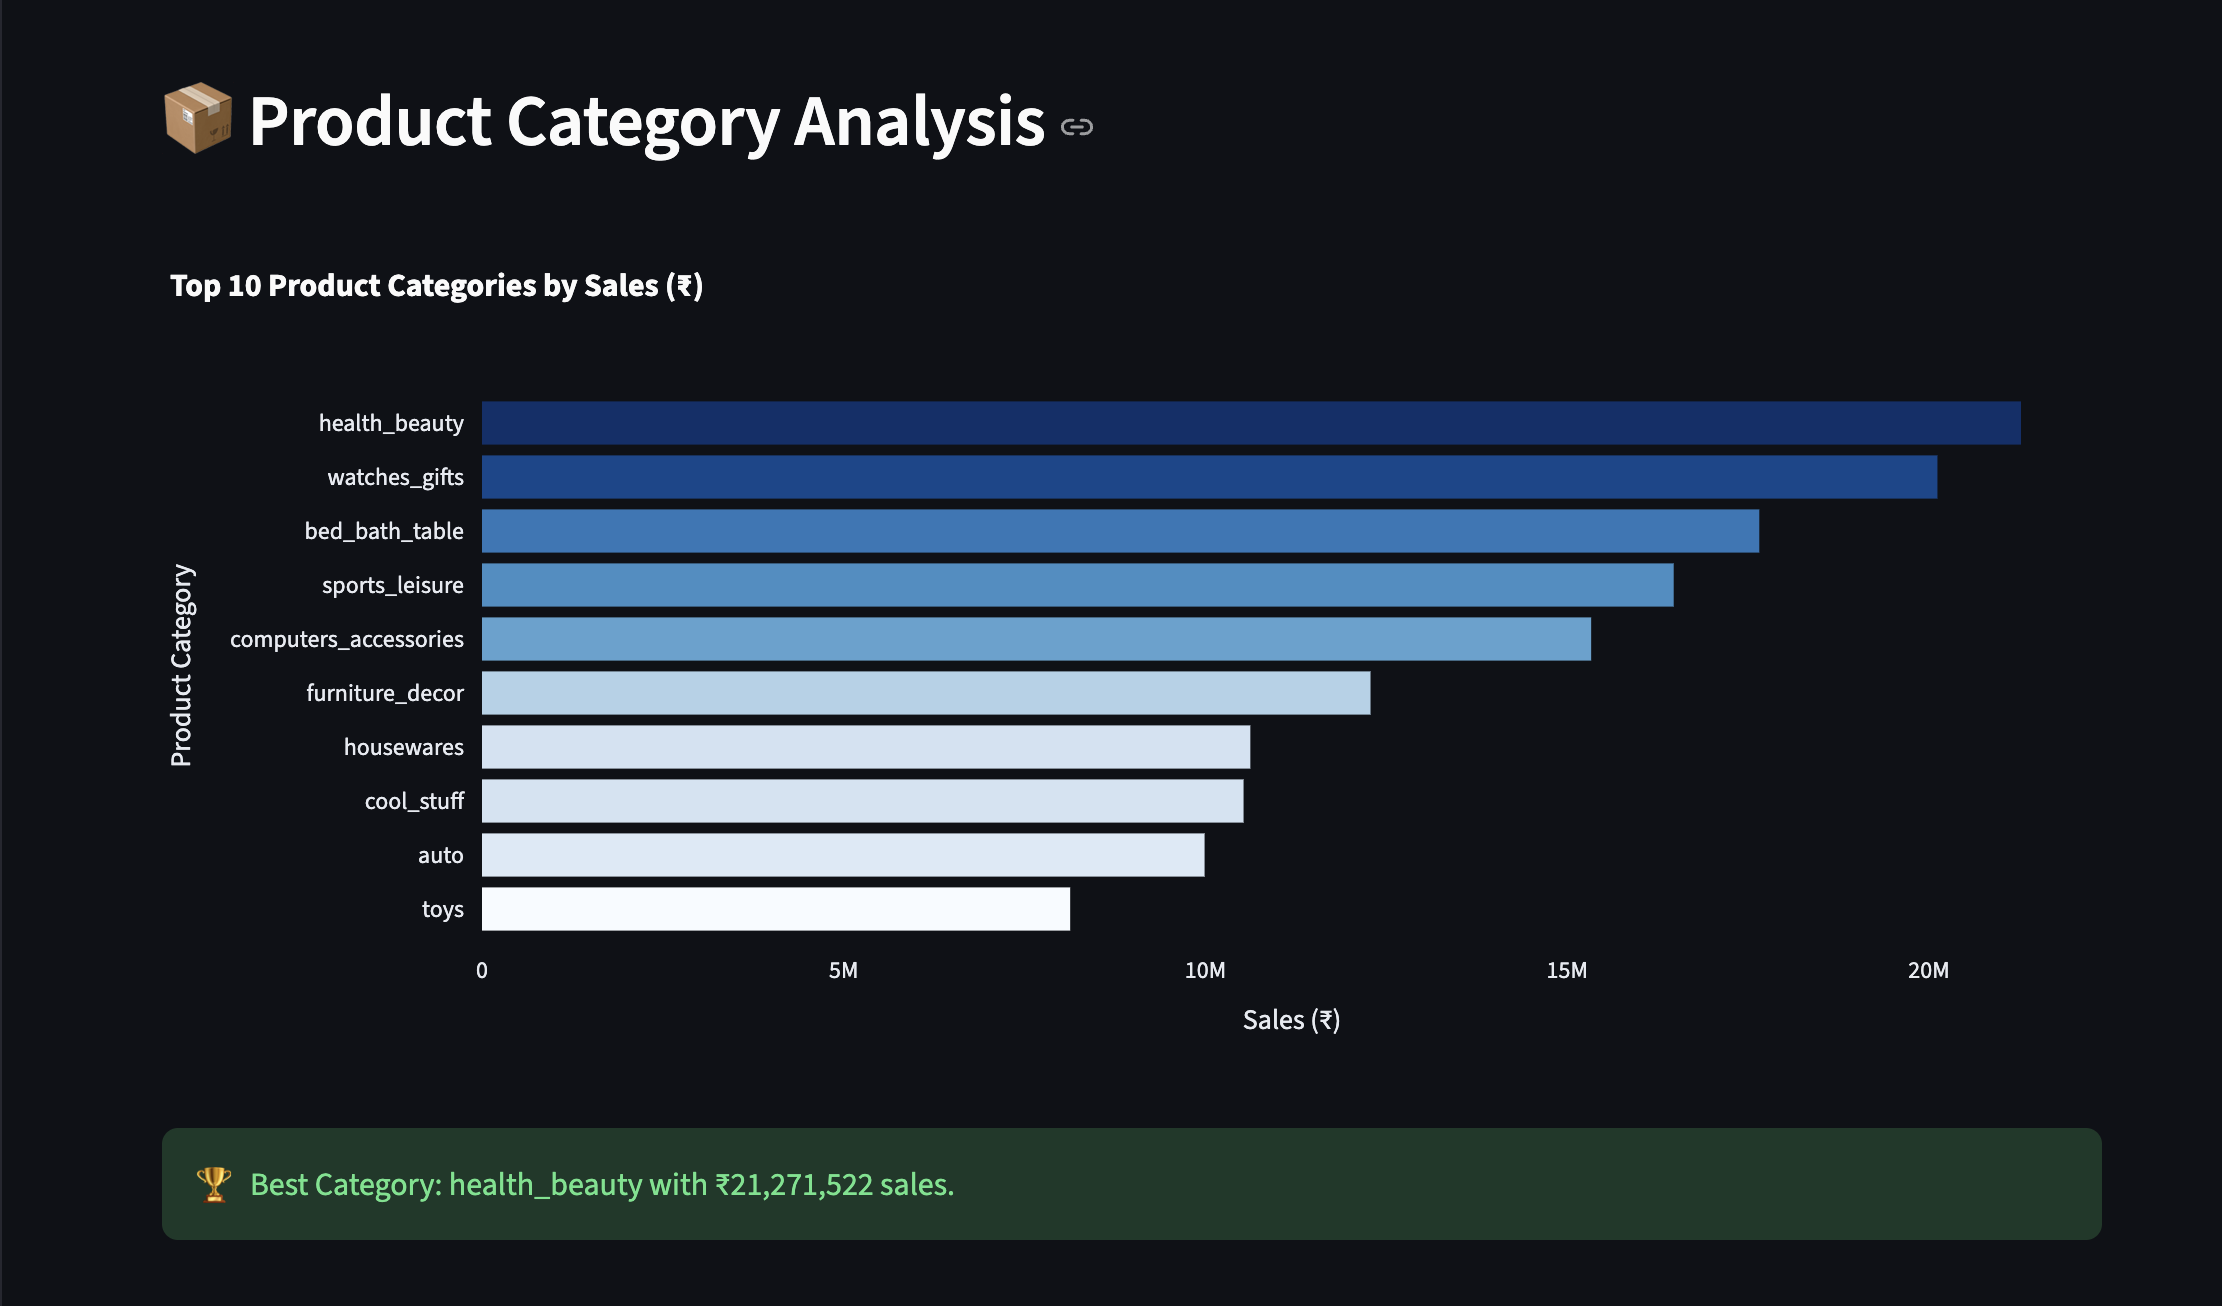 Product Category Analysis
Top 10 Product Categories by Sales (₹)
Product Category
health_beauty
watches_gifts
bed_bath_table
sports_leisure
computers_accessories
furniture_decor
housewares
cool_stuff
auto
toys
0 5M 10M 15M 20M
Sales (₹)
Best Category: health_beauty with ₹21,271,522 sales.